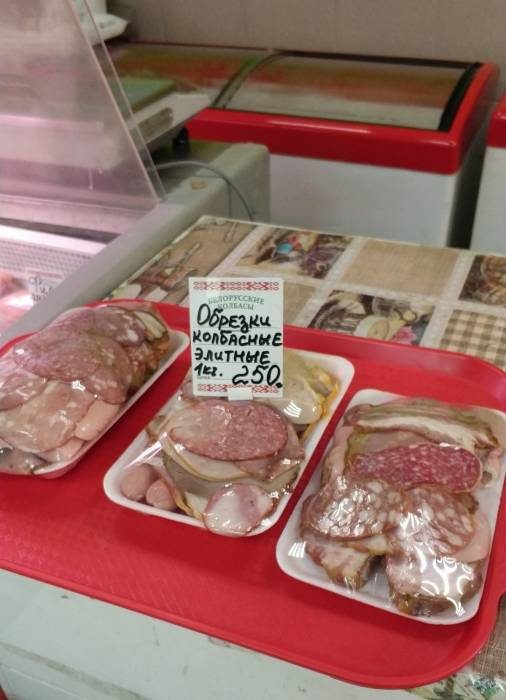 БЕЛОРУССКИЕ
КОЛБАСЫ
Обрезки
колбасные
элитные
1кг. 250.